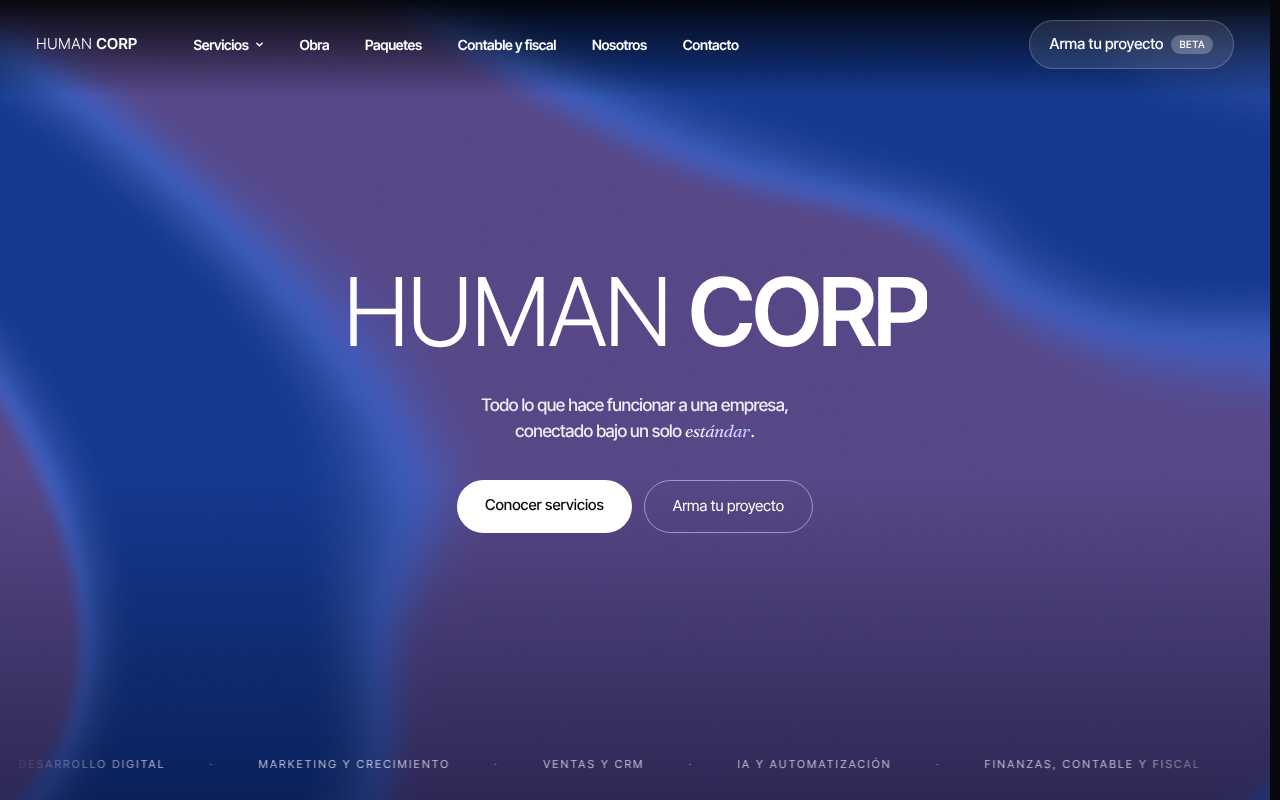 HUMAN CORP
Servicios
Obra
Paquetes
Contable y fiscal
Nosotros
Contacto
Arma tu proyecto BETA
HUMAN CORP
Todo lo que hace funcionar a una empresa,
conectado bajo un solo estándar.
Conocer servicios
Arma tu proyecto
DESARROLLO DIGITAL · MARKETING Y CRECIMIENTO · VENTAS Y CRM · IA Y AUTOMATIZACIÓN · FINANZAS, CONTABLE Y FISCAL